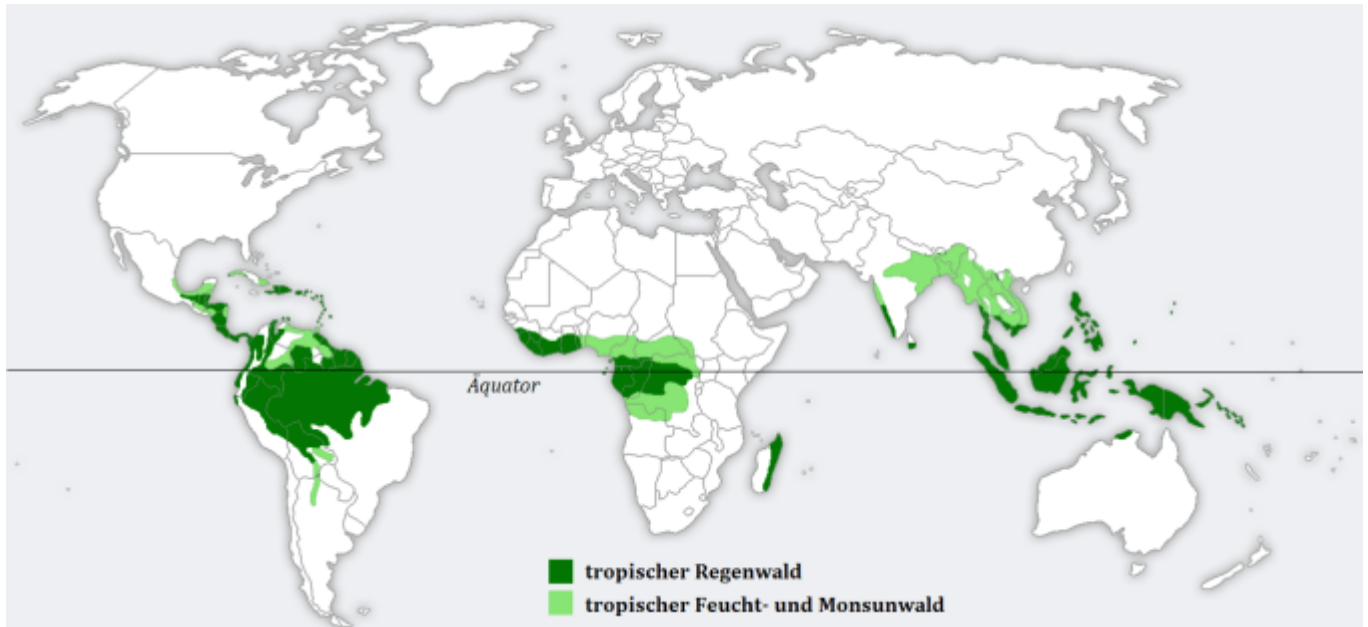 Äquator
tropischer Regenwald
tropischer Feucht- und Monsunwald